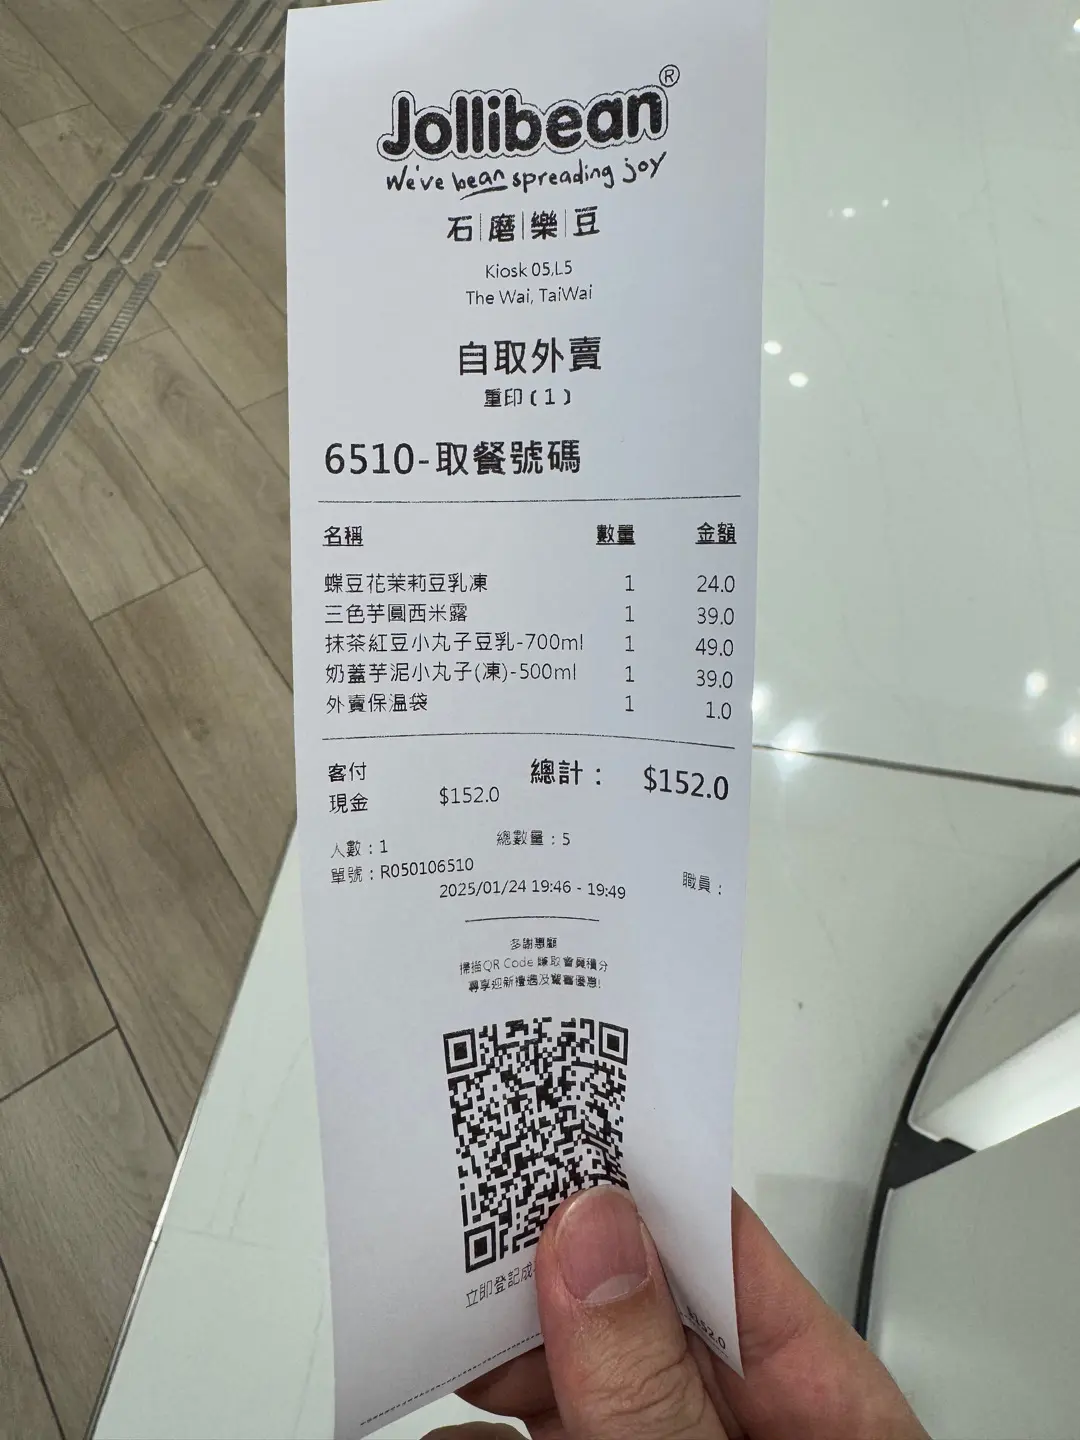 Jollibean®
We've bean spreading joy
石|磨|樂|豆
Kiosk 05,L5
The Wai, TaiWai
自取外賣
重印(1)
6510-取餐號碼
名稱 數量 金額
蝶豆花茉莉豆乳凍 1 24.0
三色芋圓西米露 1 39.0
抹茶紅豆小丸子豆乳-700ml 1 49.0
奶蓋芋泥小丸子(凍)-500ml 1 39.0
外賣保温袋 1 1.0
客付 總計： $152.0
現金 $152.0
人數：1 總數量：5
單號：R050106510 職員：
2025/01/24 19:46 - 19:49
多謝惠顧
掃描QR Code 賺取會員積分
尊享迎新禮遇及驚喜優惠!
立即登記成
$152.0